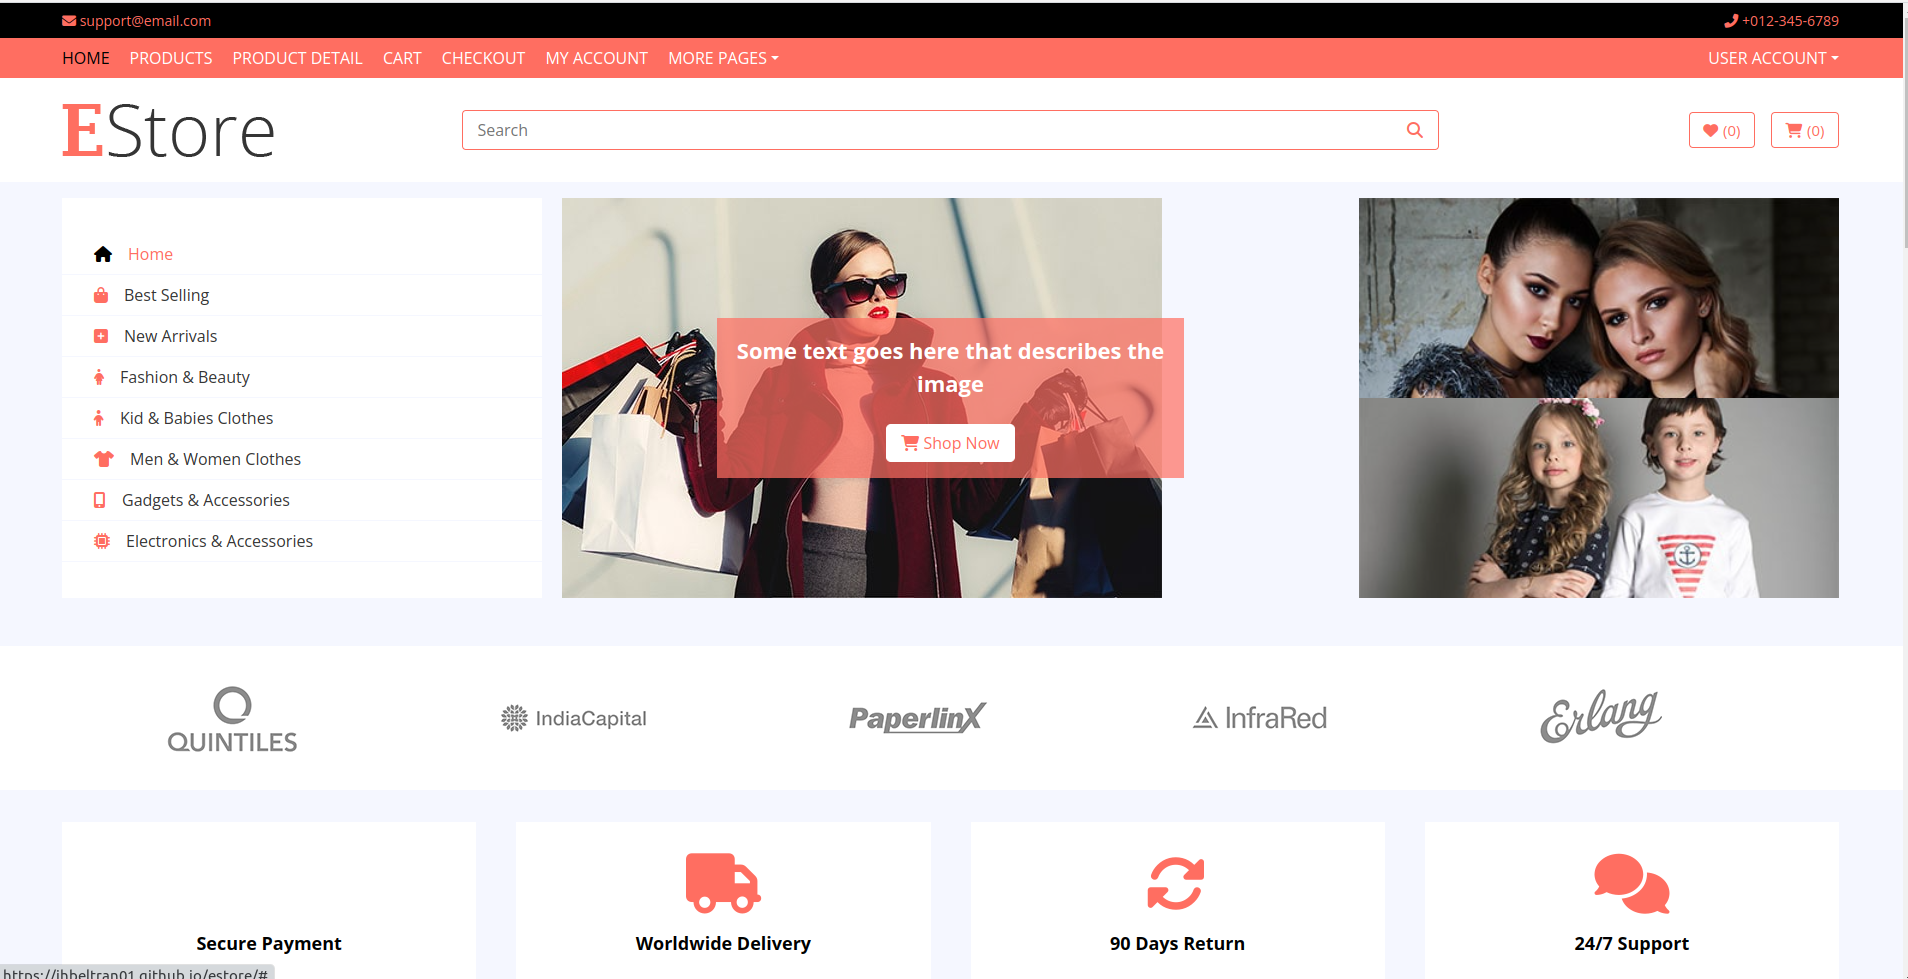 support@email.com
+012-345-6789
HOME PRODUCTS PRODUCT DETAIL CART CHECKOUT MY ACCOUNT MORE PAGES
USER ACCOUNT
EStore
Search
(0)
(0)
Home
Best Selling
New Arrivals
Fashion & Beauty
Kid & Babies Clothes
Men & Women Clothes
Gadgets & Accessories
Electronics & Accessories
Some text goes here that describes the
image
Shop Now
QUINTILES
IndiaCapital
PaperlinX
InfraRed
Erlang
Secure Payment
Worldwide Delivery
90 Days Return
24/7 Support
https://jhbeltran01.github.io/estore/#